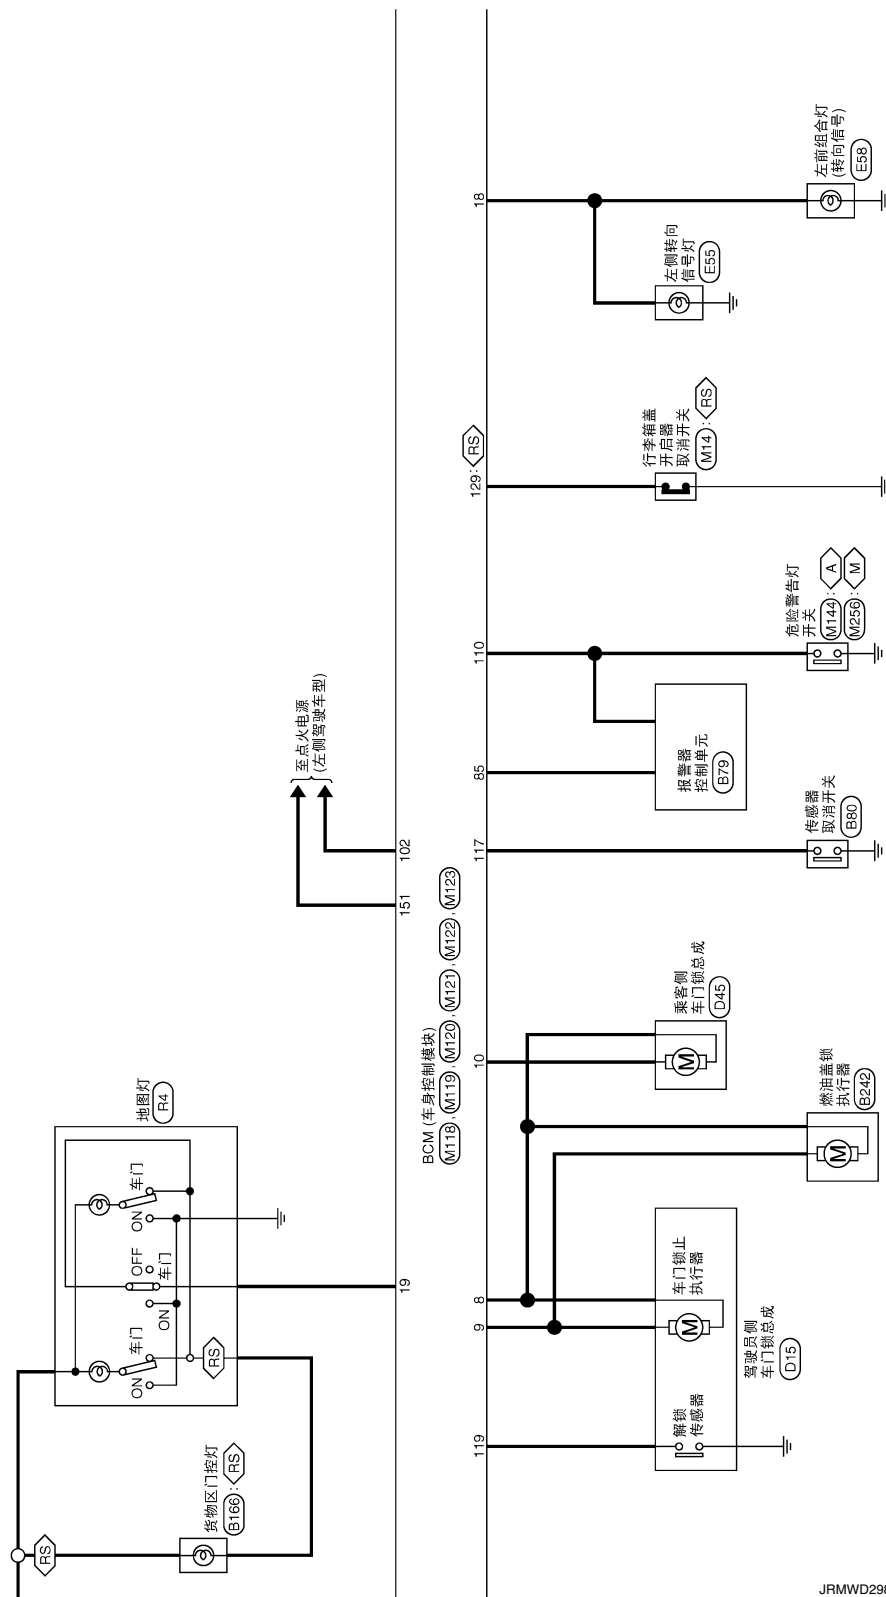 左前组合灯
(转向信号)
E58
18
左侧转向
信号灯
E55
行李箱盖
开启器
取消开关
M14 : RS
129: RS
危险警告灯
开关
M144 : A
M256 : M
110
至点火电源
(左侧驾驶车型)
85
报警器
控制单元
B79
传感器
取消开关
B80
102
117
151
BCM (车身控制模块)
M118 , M119 , M120 , M121 , M122 , M123
乘客侧
车门锁总成
D45
10
燃油盖锁
执行器
B242
地图灯
R4
车门
ON
OFF
车门
ON
车门
ON
RS
19
8
9
车门锁止
执行器
驾驶员侧
车门锁总成
D15
解锁
传感器
119
货物区门控灯
B166 : RS
RS
JRMWD298